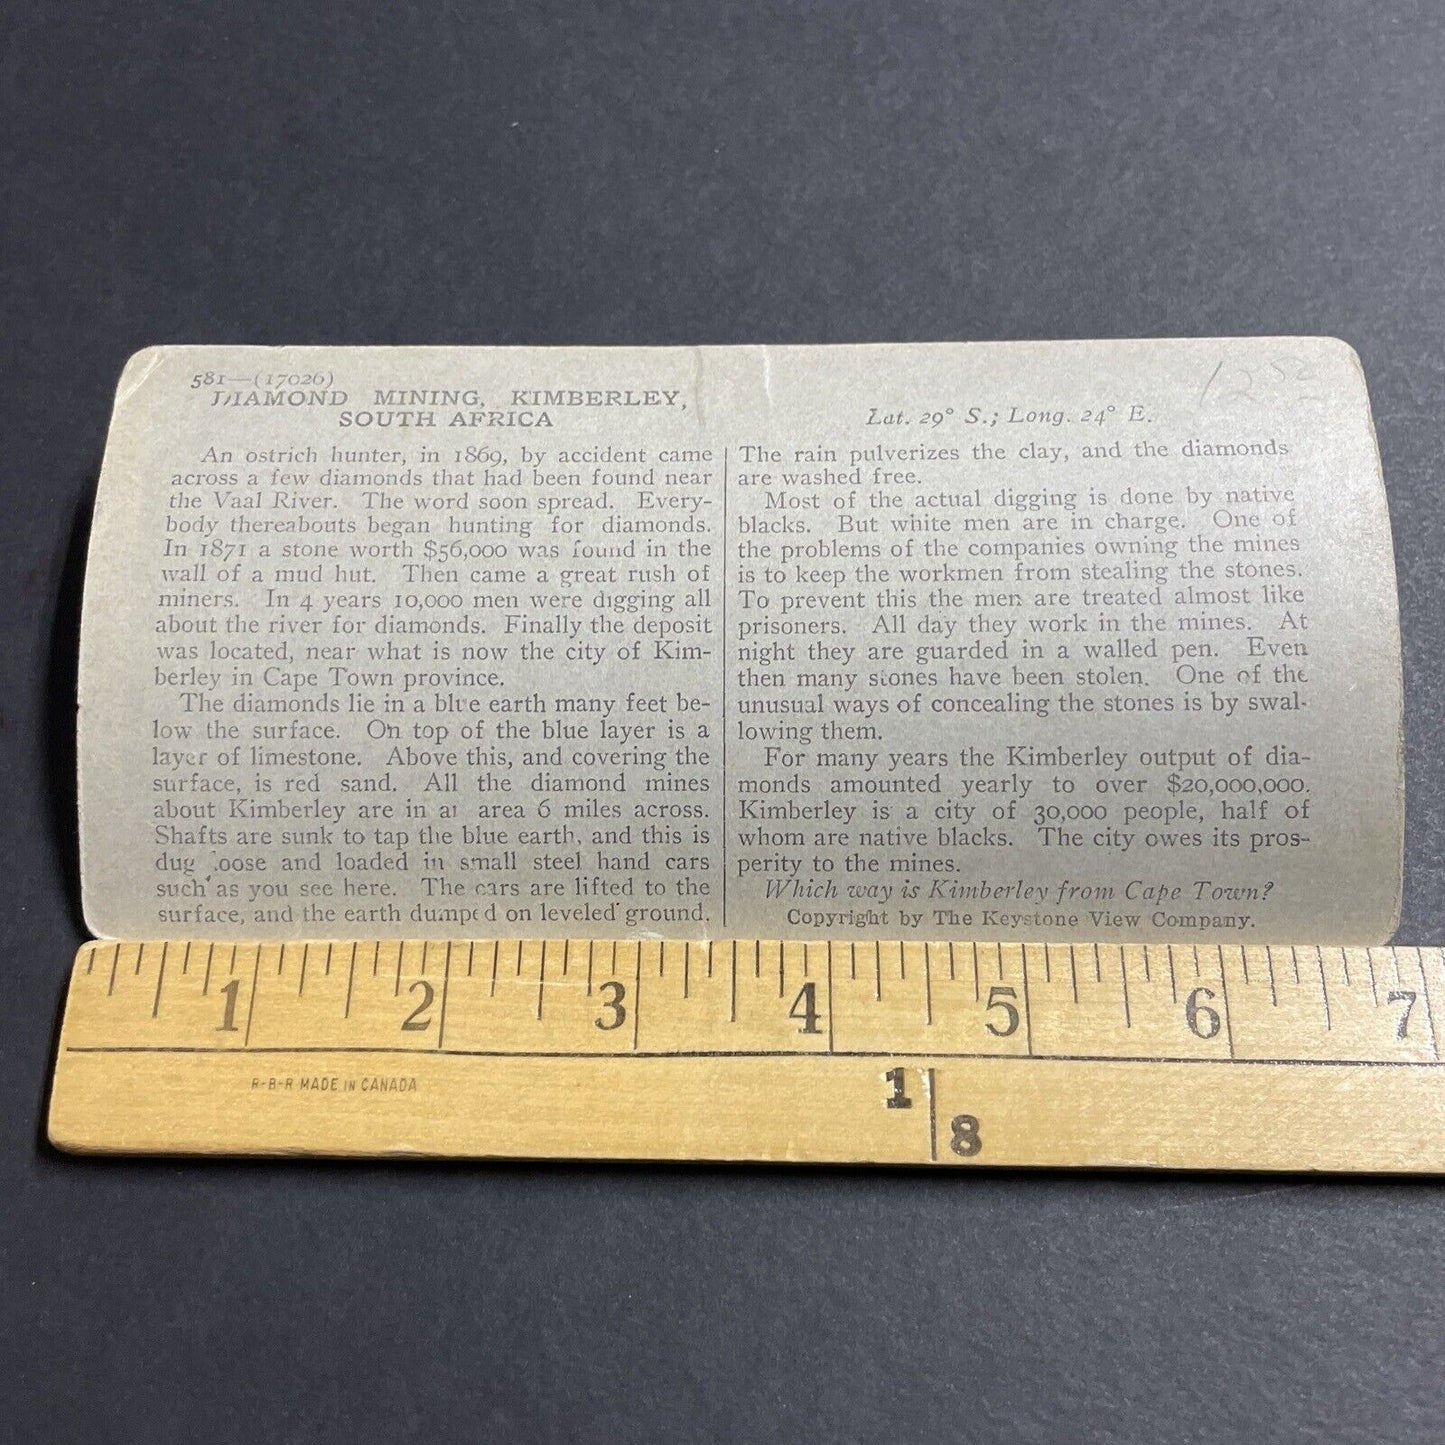 581—(17026)
DIAMOND MINING, KIMBERLEY,
SOUTH AFRICA
An ostrich hunter, in 1869, by accident came
across a few diamonds that had been found near
the Vaal River. The word soon spread. Every-
body thereabouts began hunting for diamonds.
In 1871 a stone worth $56,000 was found in the
wall of a mud hut. Then came a great rush of
miners. In 4 years 10,000 men were digging all
about the river for diamonds. Finally the deposit
was located, near what is now the city of Kim-
berley in Cape Town province.
The diamonds lie in a blue earth many feet be-
low the surface. On top of the blue layer is a
layer of limestone. Above this, and covering the
surface, is red sand. All the diamond mines
about Kimberley are in an area 6 miles across.
Shafts are sunk to tap the blue earth, and this is
dug loose and loaded in small steel hand cars
such as you see here. The cars are lifted to the
surface, and the earth dumped on leveled ground.
Lat. 29° S.; Long. 24° E.
The rain pulverizes the clay, and the diamonds
are washed free.
Most of the actual digging is done by native
blacks. But white men are in charge. One of
the problems of the companies owning the mines
is to keep the workmen from stealing the stones.
To prevent this the men are treated almost like
prisoners. All day they work in the mines. At
night they are guarded in a walled pen. Even
then many stones have been stolen. One of the
unusual ways of concealing the stones is by swal-
lowing them.
For many years the Kimberley output of dia-
monds amounted yearly to over $20,000,000.
Kimberley is a city of 30,000 people, half of
whom are native blacks. The city owes its pros-
perity to the mines.
Which way is Kimberley from Cape Town?
Copyright by The Keystone View Company.
1 2 3 4 5 6 7
R-B-R MADE IN CANADA
1
8